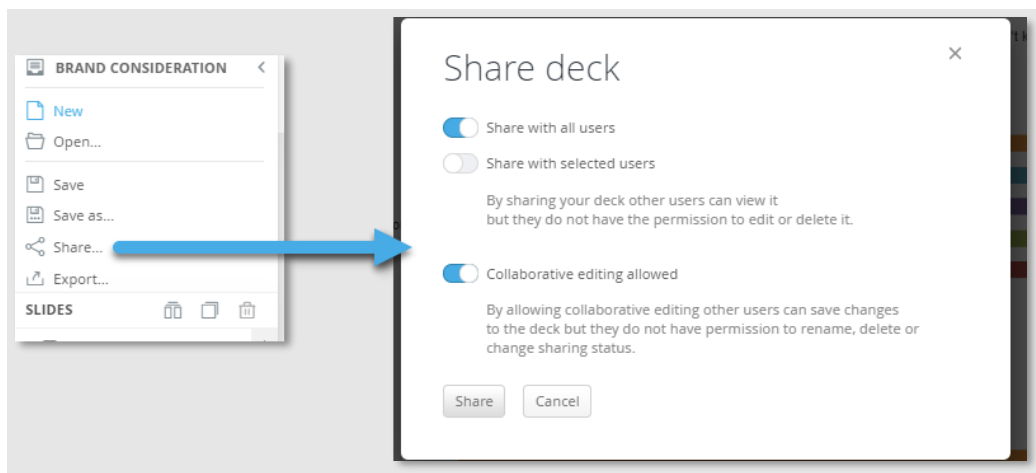 BRAND CONSIDERATION
New
Open...
Save
Save as...
Share...
Export...
SLIDES
Share deck
Share with all users
Share with selected users
By sharing your deck other users can view it
but they do not have the permission to edit or delete it.
Collaborative editing allowed
By allowing collaborative editing other users can save changes
to the deck but they do not have permission to rename, delete or
change sharing status.
Share
Cancel